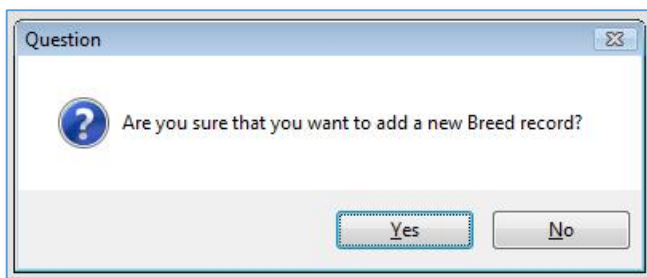 Question
Are you sure that you want to add a new Breed record?
Yes
No